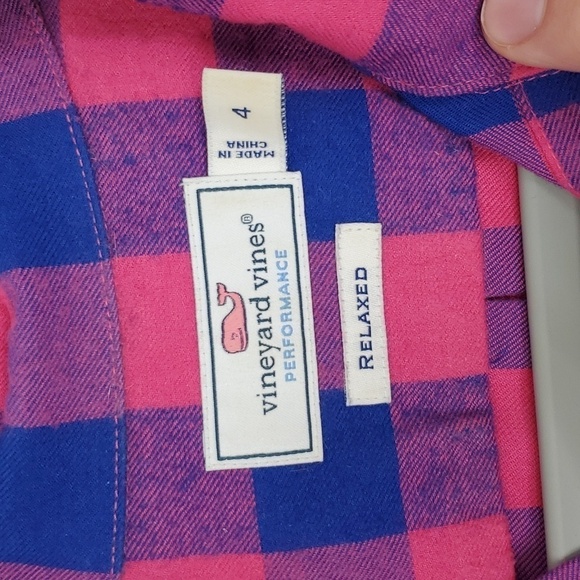 4
MADE IN
CHINA
vineyard vines®
PERFORMANCE
RELAXED